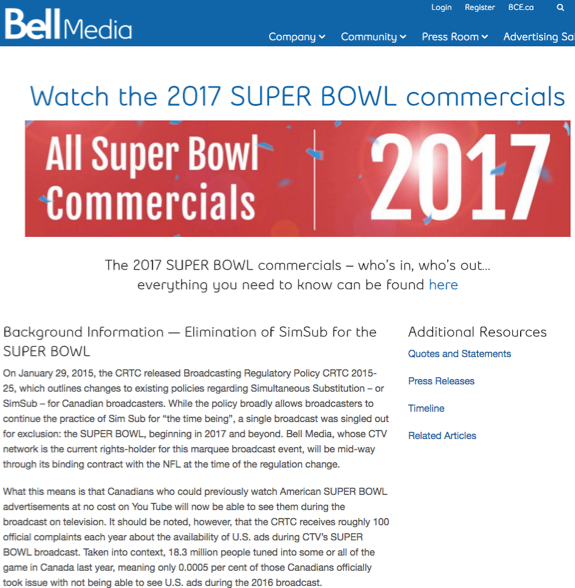 Login Register BCE.ca
BellMedia
Company Community Press Room Advertising Sal
Watch the 2017 SUPER BOWL commercials
All Super Bowl
Commercials
2017
The 2017 SUPER BOWL commercials – who's in, who's out...
everything you need to know can be found here
Background Information — Elimination of SimSub for the
SUPER BOWL
On January 29, 2015, the CRTC released Broadcasting Regulatory Policy CRTC 2015-
25, which outlines changes to existing policies regarding Simultaneous Substitution – or
SimSub – for Canadian broadcasters. While the policy broadly allows broadcasters to
continue the practice of Sim Sub for “the time being”, a single broadcast was singled out
for exclusion: the SUPER BOWL, beginning in 2017 and beyond. Bell Media, whose CTV
network is the current rights-holder for this marquee broadcast event, will be mid-way
through its binding contract with the NFL at the time of the regulation change.
What this means is that Canadians who could previously watch American SUPER BOWL
advertisements at no cost on You Tube will now be able to see them during the
broadcast on television. It should be noted, however, that the CRTC receives roughly 100
official complaints each year about the availability of U.S. ads during CTV's SUPER
BOWL broadcast. Taken into context, 18.3 million people tuned into some or all of the
game in Canada last year, meaning only 0.0005 per cent of those Canadians officially
took issue with not being able to see U.S. ads during the 2016 broadcast.
Additional Resources
Quotes and Statements
Press Releases
Timeline
Related Articles